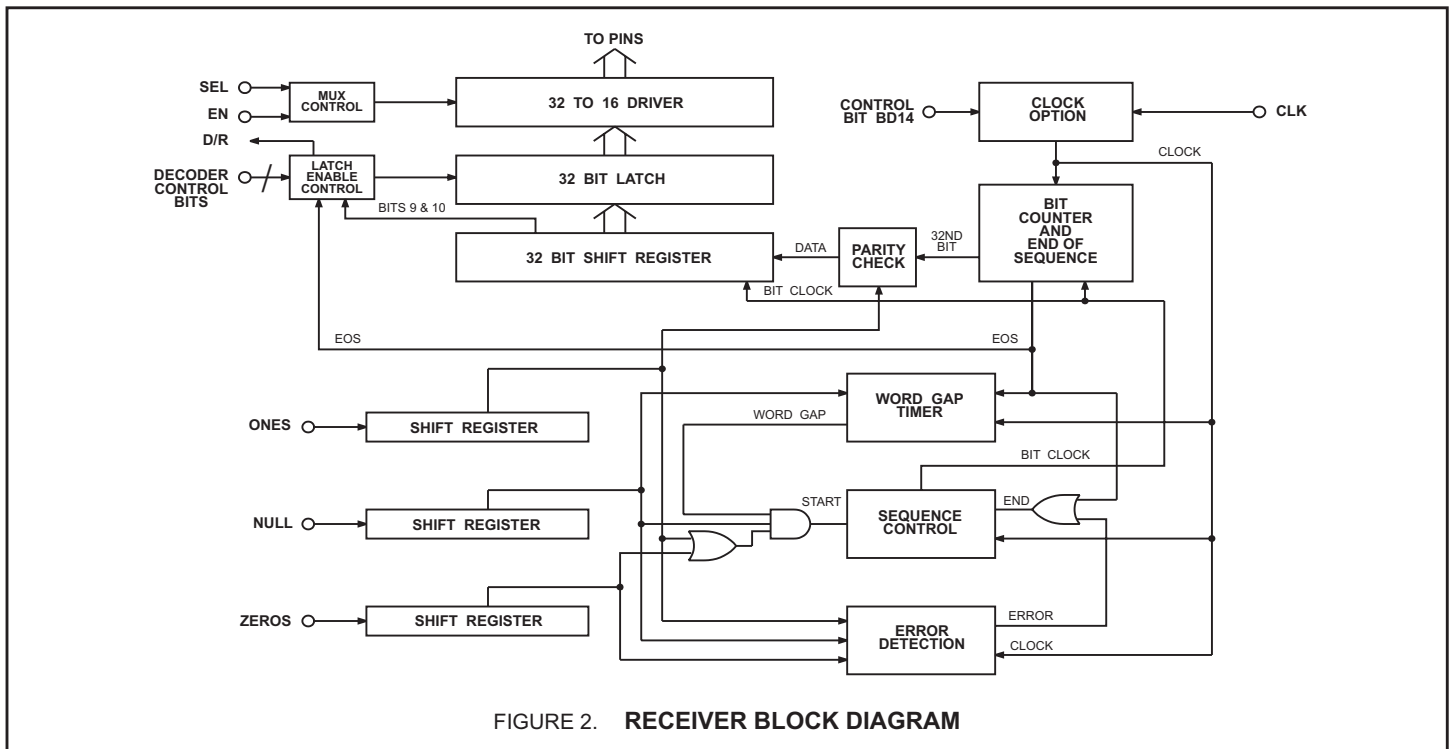 TO PINS
SEL
EN
MUX
CONTROL
32 TO 16 DRIVER
CONTROL
BIT BD14
CLOCK
OPTION
CLK
D/R
DECODER
CONTROL
BITS
LATCH
ENABLE
CONTROL
32 BIT LATCH
CLOCK
BITS 9 & 10
BIT
COUNTER
AND
END OF
SEQUENCE
32 BIT SHIFT REGISTER
DATA
PARITY
CHECK
32ND
BIT
BIT CLOCK
EOS
EOS
WORD GAP
TIMER
WORD GAP
ONES
SHIFT REGISTER
BIT CLOCK
NULL
SHIFT REGISTER
START
SEQUENCE
CONTROL
END
ZEROS
SHIFT REGISTER
ERROR
DETECTION
ERROR
CLOCK
FIGURE 2. RECEIVER BLOCK DIAGRAM